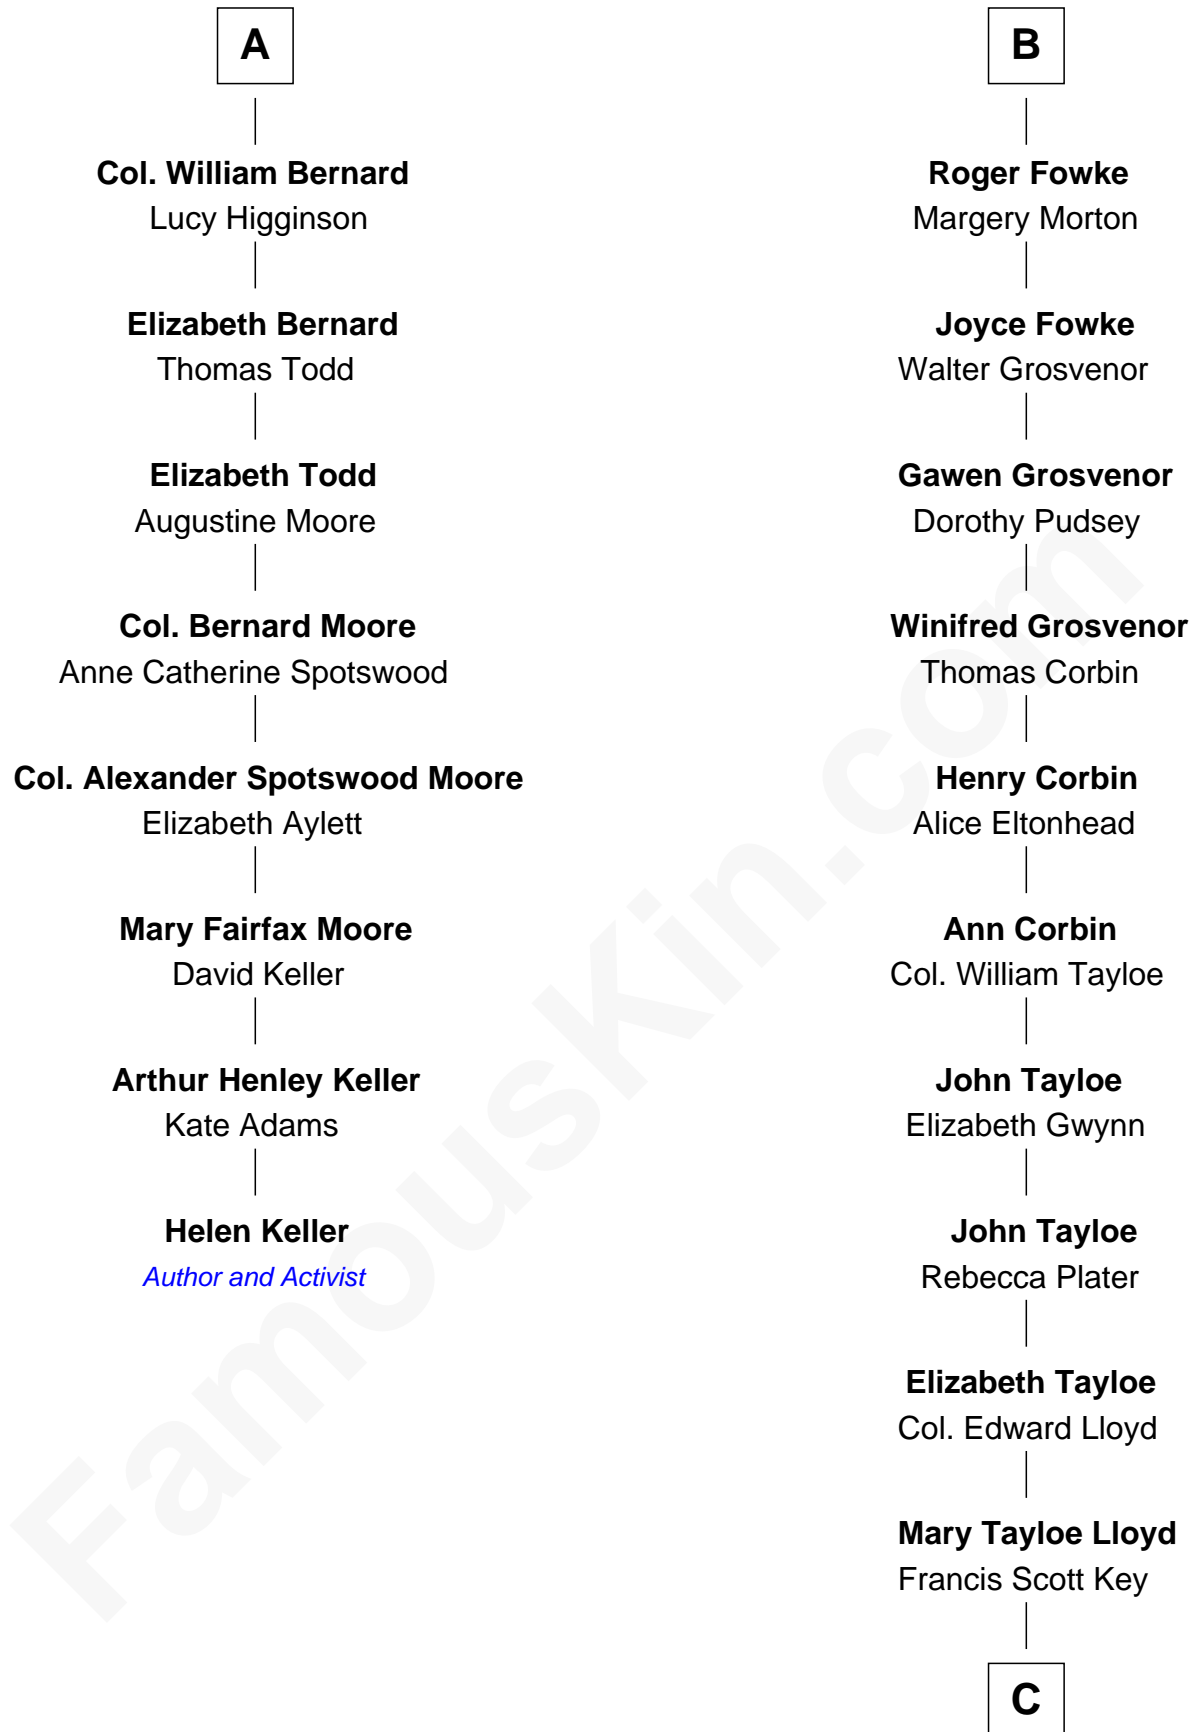 A
Col. William Bernard
Lucy Higginson
Elizabeth Bernard
Thomas Todd
Elizabeth Todd
Augustine Moore
Col. Bernard Moore
Anne Catherine Spotswood
Col. Alexander Spotswood Moore
Elizabeth Aylett
Mary Fairfax Moore
David Keller
Arthur Henley Keller
Kate Adams
Helen Keller
Author and Activist
B
Roger Fowke
Margery Morton
Joyce Fowke
Walter Grosvenor
Gawen Grosvenor
Dorothy Pudsey
Winifred Grosvenor
Thomas Corbin
Henry Corbin
Alice Eltonhead
Ann Corbin
Col. William Tayloe
John Tayloe
Elizabeth Gwynn
John Tayloe
Rebecca Plater
Elizabeth Tayloe
Col. Edward Lloyd
Mary Tayloe Lloyd
Francis Scott Key
C
FamousKin.com